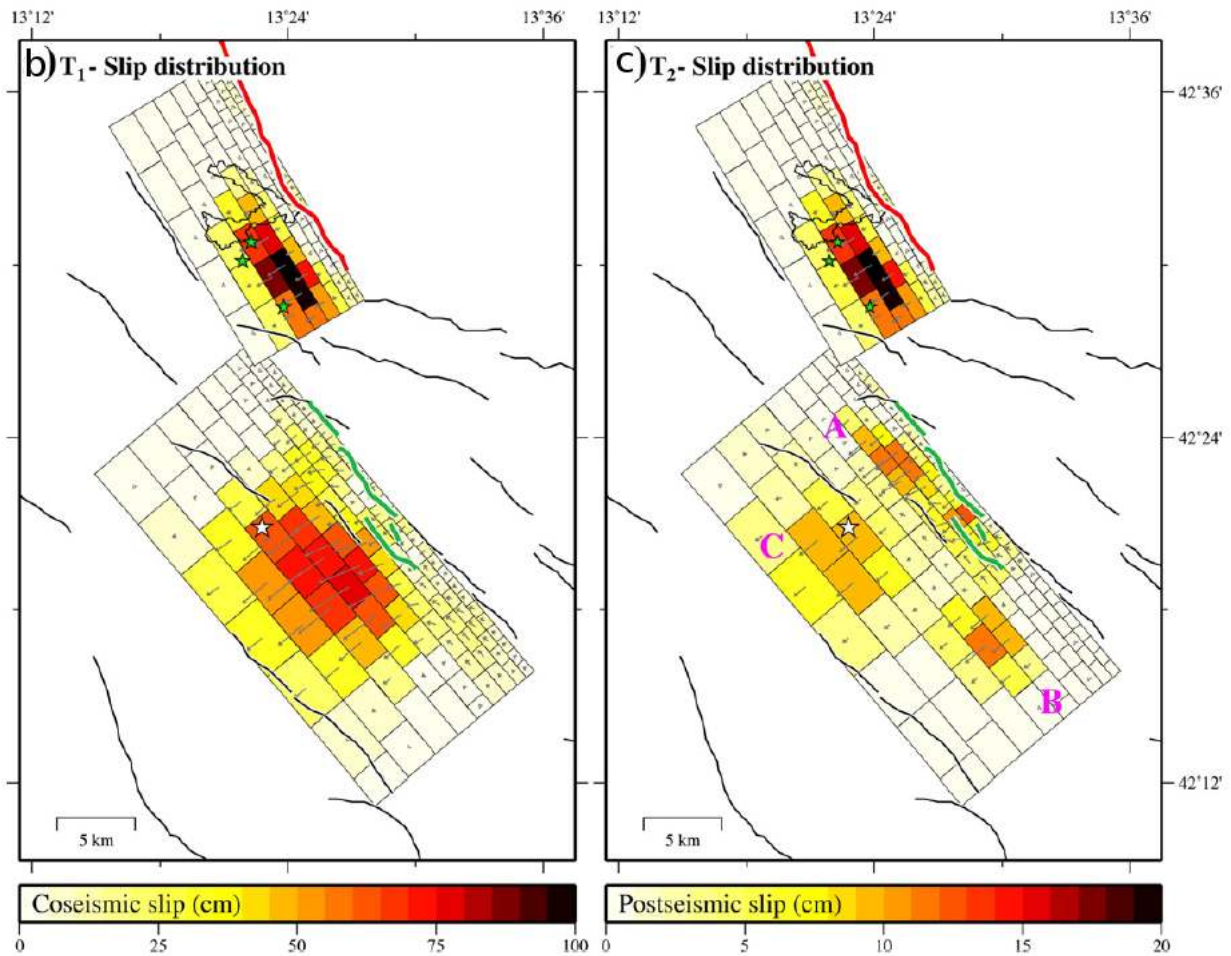 13°12' 13°24' 13°36' 13°12' 13°24' 13°36'
b) T₁- Slip distribution
c) T₂- Slip distribution
42°36'
A
42°24'
C
B
42°12'
5 km
5 km
Coseismic slip (cm)
Postseismic slip (cm)
0 25 50 75 100
0 5 10 15 20